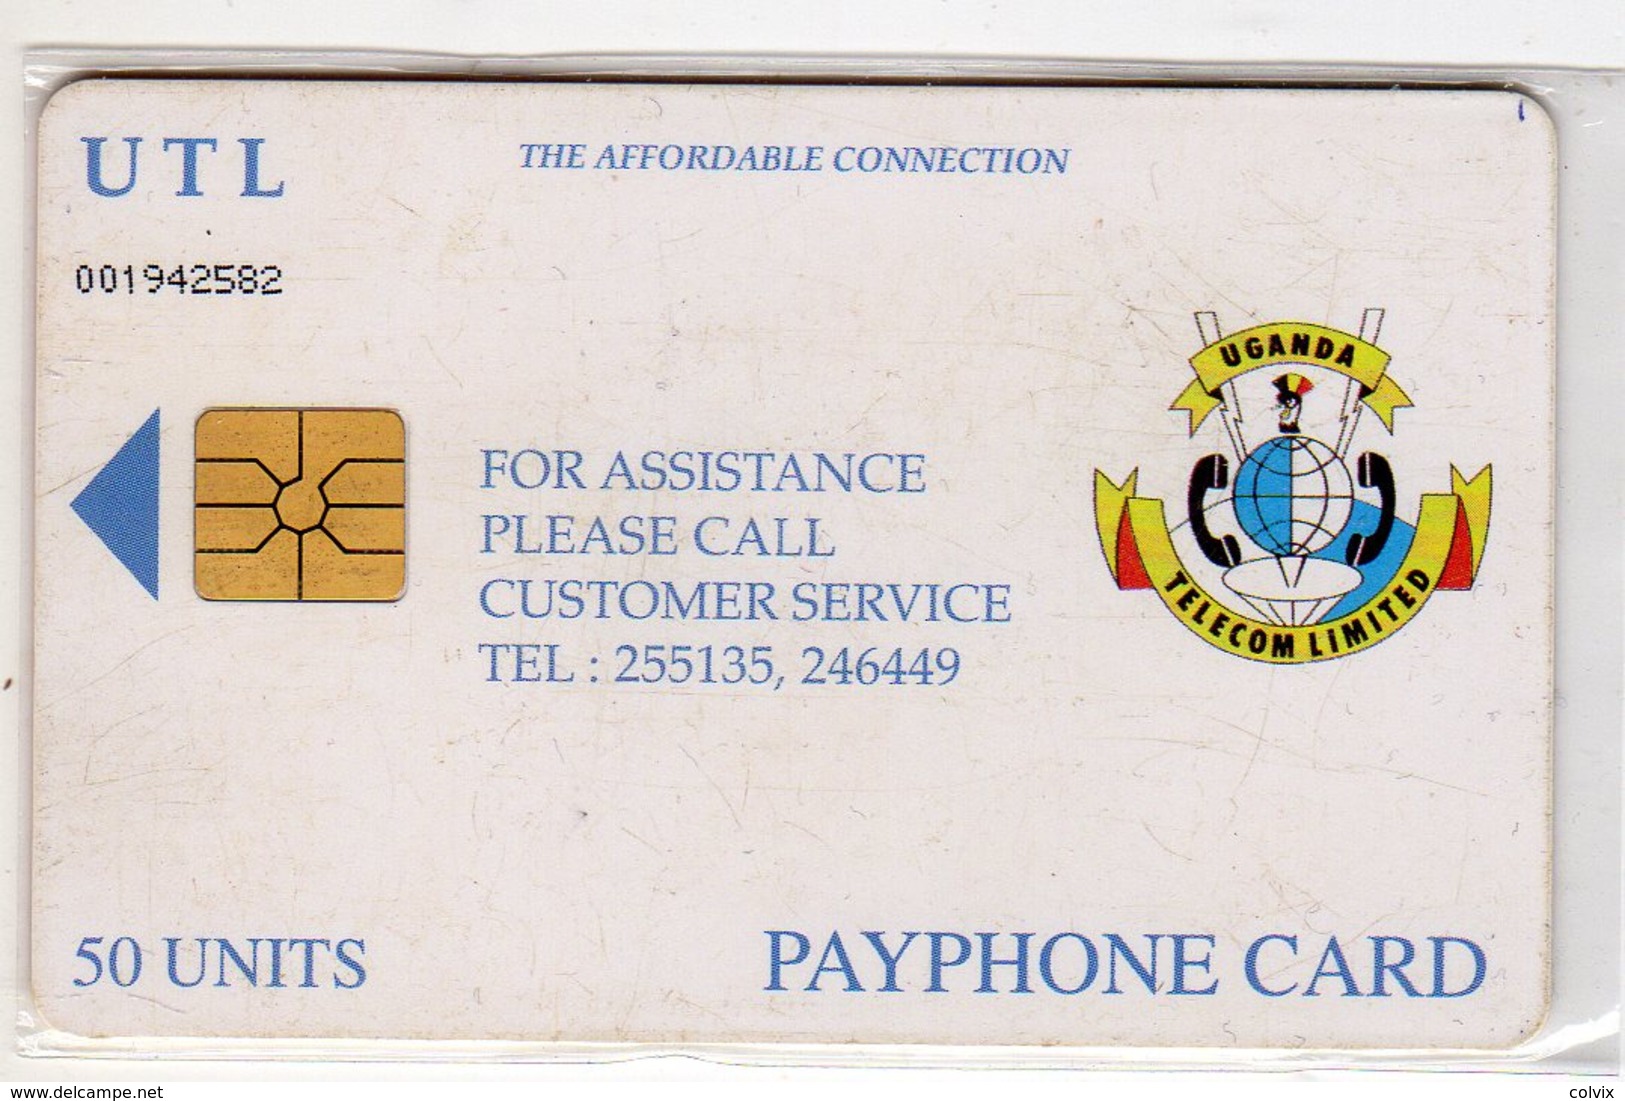 UTL
THE AFFORDABLE CONNECTION
001942582
UGANDA
TELECOM LIMITED
FOR ASSISTANCE
PLEASE CALL
CUSTOMER SERVICE
TEL : 255135, 246449
50 UNITS
PAYPHONE CARD
www.delcampe.net
colvix